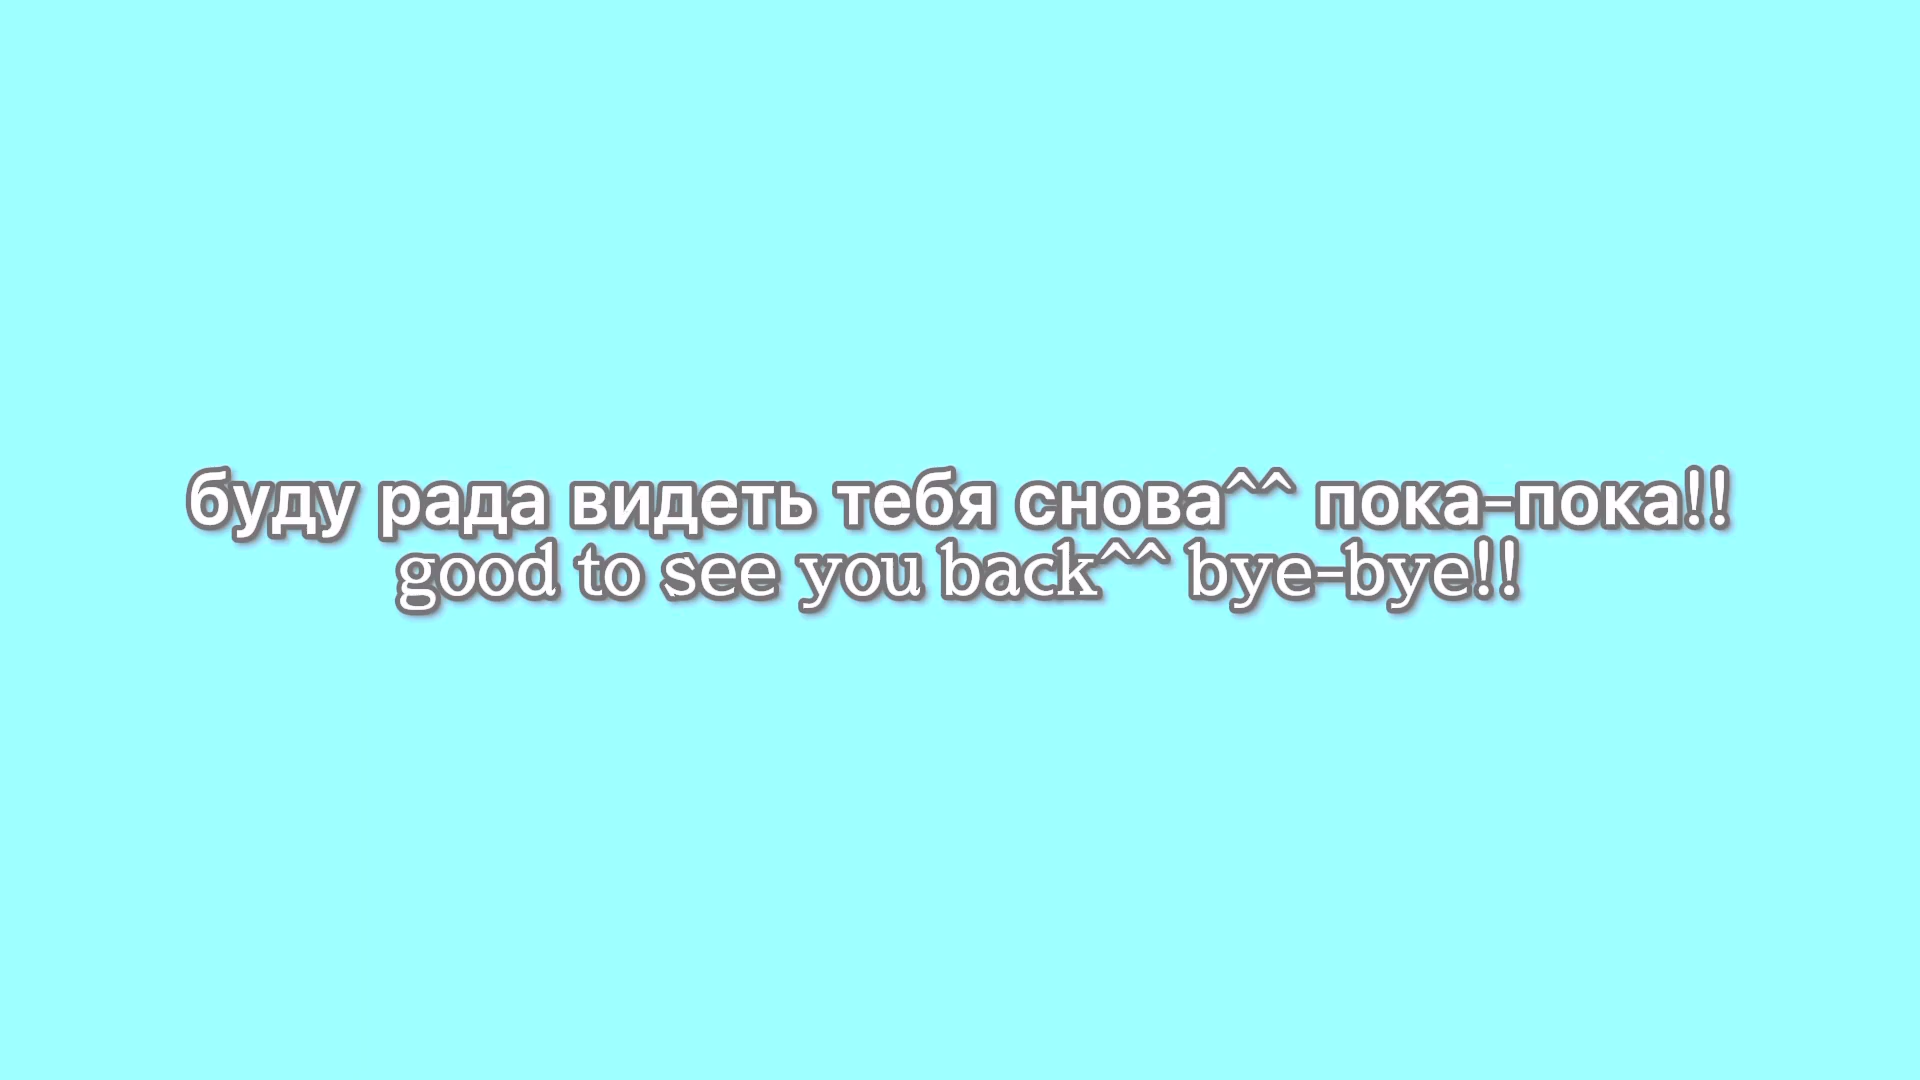 буду рада видеть тебя снова^^ пока-пока!!
good to see you back^^ bye-bye!!